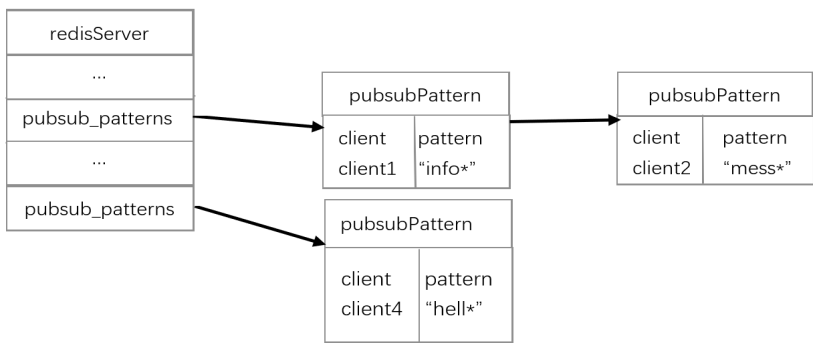 redisServer
...
pubsub_patterns
...
pubsub_patterns
pubsubPattern
client pattern
client1 “info*”
pubsubPattern
client pattern
client2 “mess*”
pubsubPattern
client pattern
client4 “hell*”